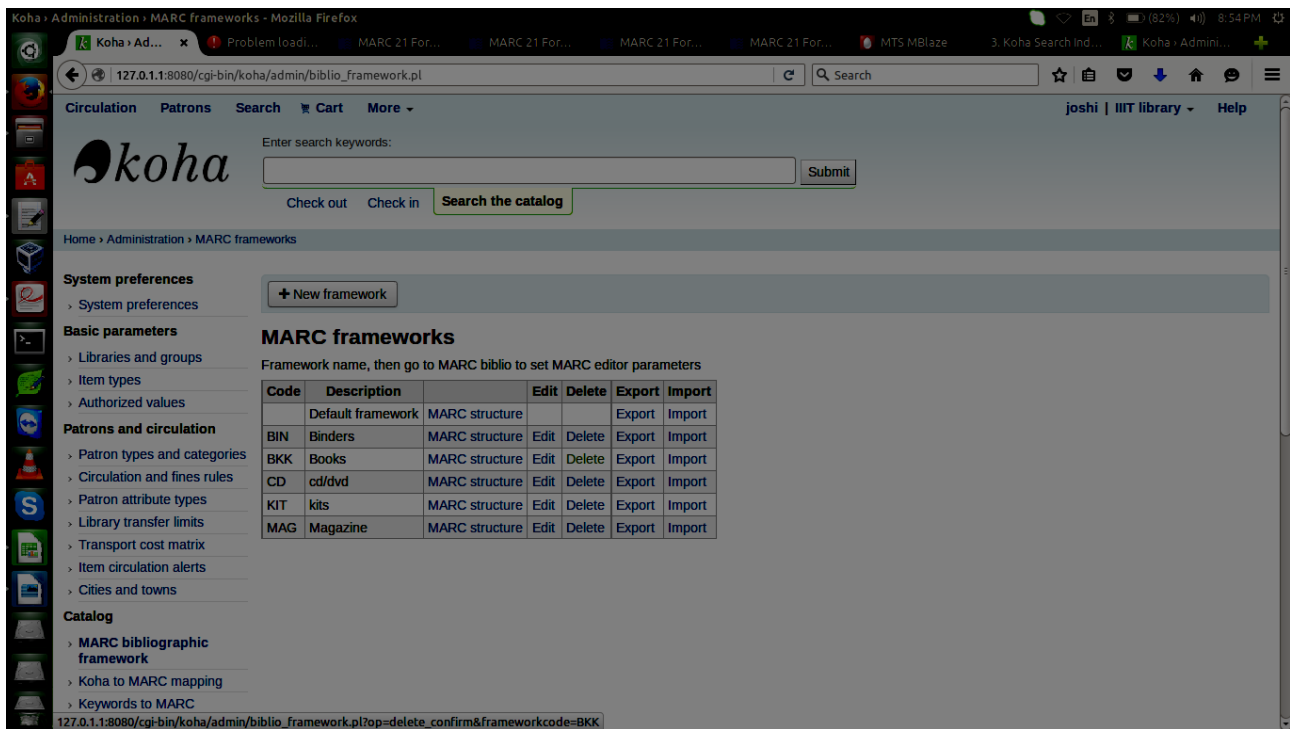 Koha › Administration › MARC frameworks - Mozilla Firefox
En (82%) 8:54 PM
Koha › Ad... × Problem loadi... MARC 21 For... MARC 21 For... MARC 21 For... MARC 21 For... MTS MBlaze 3. Koha Search Ind... Koha › Admini...
127.0.1.1:8080/cgi-bin/koha/admin/biblio_framework.pl Search
Circulation Patrons Search Cart More joshi | IIIT library Help
koha
Enter search keywords:
Submit
Check out Check in Search the catalog
Home › Administration › MARC frameworks
System preferences
› System preferences
Basic parameters
› Libraries and groups
› Item types
› Authorized values
Patrons and circulation
› Patron types and categories
› Circulation and fines rules
› Patron attribute types
› Library transfer limits
› Transport cost matrix
› Item circulation alerts
› Cities and towns
Catalog
› MARC bibliographic
framework
› Koha to MARC mapping
› Keywords to MARC
+ New framework
MARC frameworks
Framework name, then go to MARC biblio to set MARC editor parameters
Code Description Edit Delete Export Import
Default framework MARC structure Export Import
BIN Binders MARC structure Edit Delete Export Import
BKK Books MARC structure Edit Delete Export Import
CD cd/dvd MARC structure Edit Delete Export Import
KIT kits MARC structure Edit Delete Export Import
MAG Magazine MARC structure Edit Delete Export Import
127.0.1.1:8080/cgi-bin/koha/admin/biblio_framework.pl?op=delete_confirm&frameworkcode=BKK